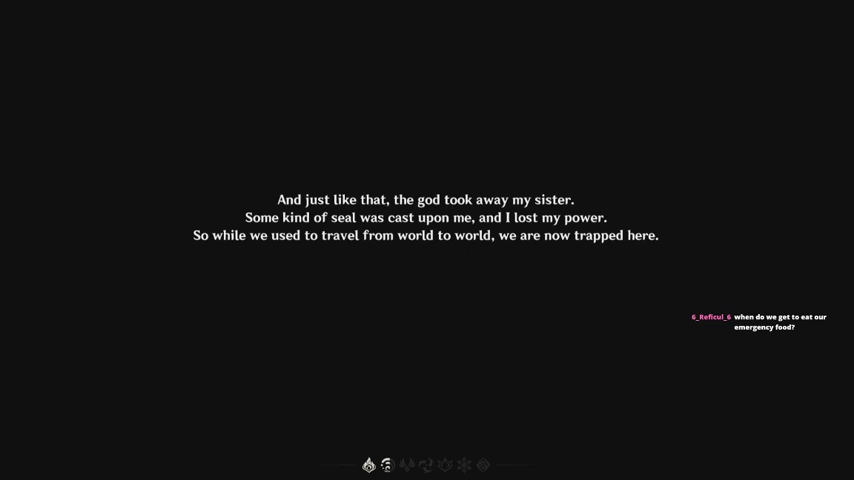 And just like that, the god took away my sister.
Some kind of seal was cast upon me, and I lost my power.
So while we used to travel from world to world, we are now trapped here.
6_Reficul_6 when do we get to eat our
emergency food?